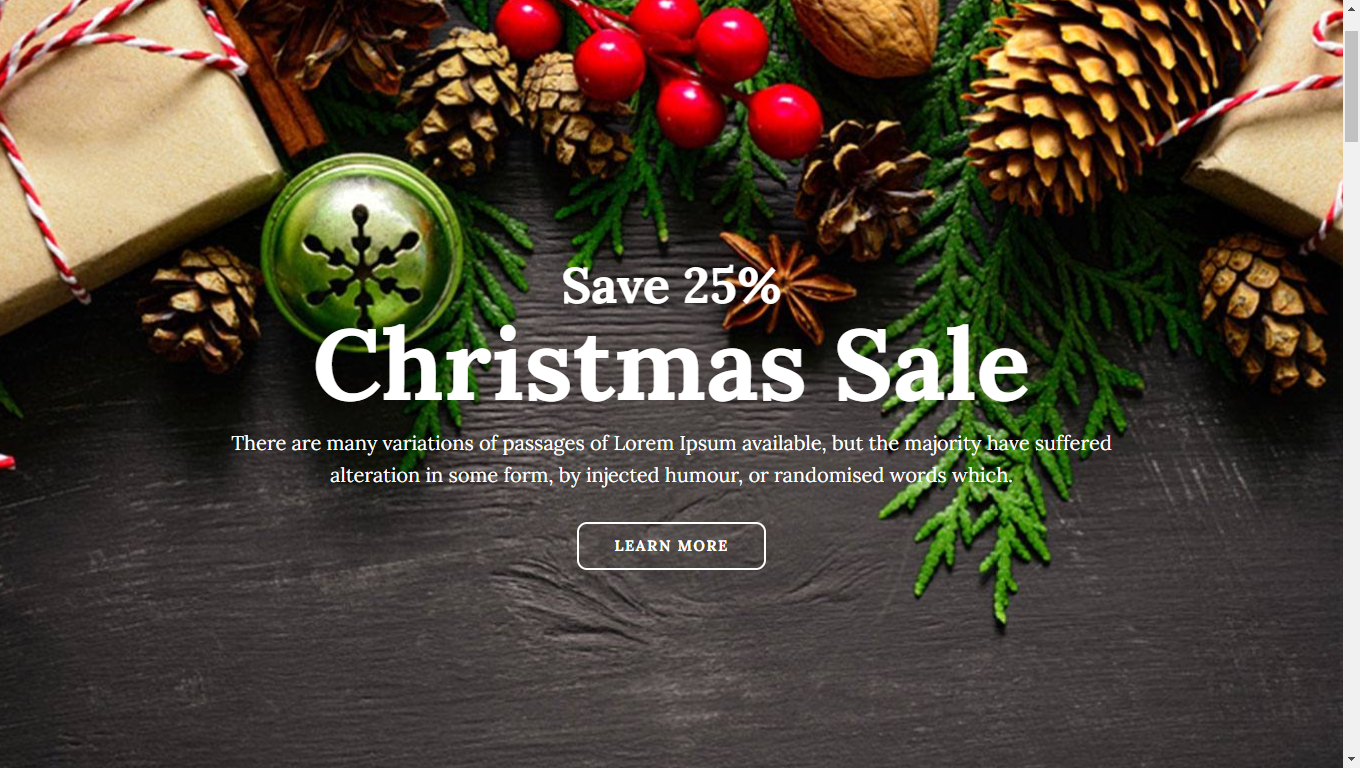 Save 25%
Christmas Sale
There are many variations of passages of Lorem Ipsum available, but the majority have suffered
alteration in some form, by injected humour, or randomised words which.
LEARN MORE